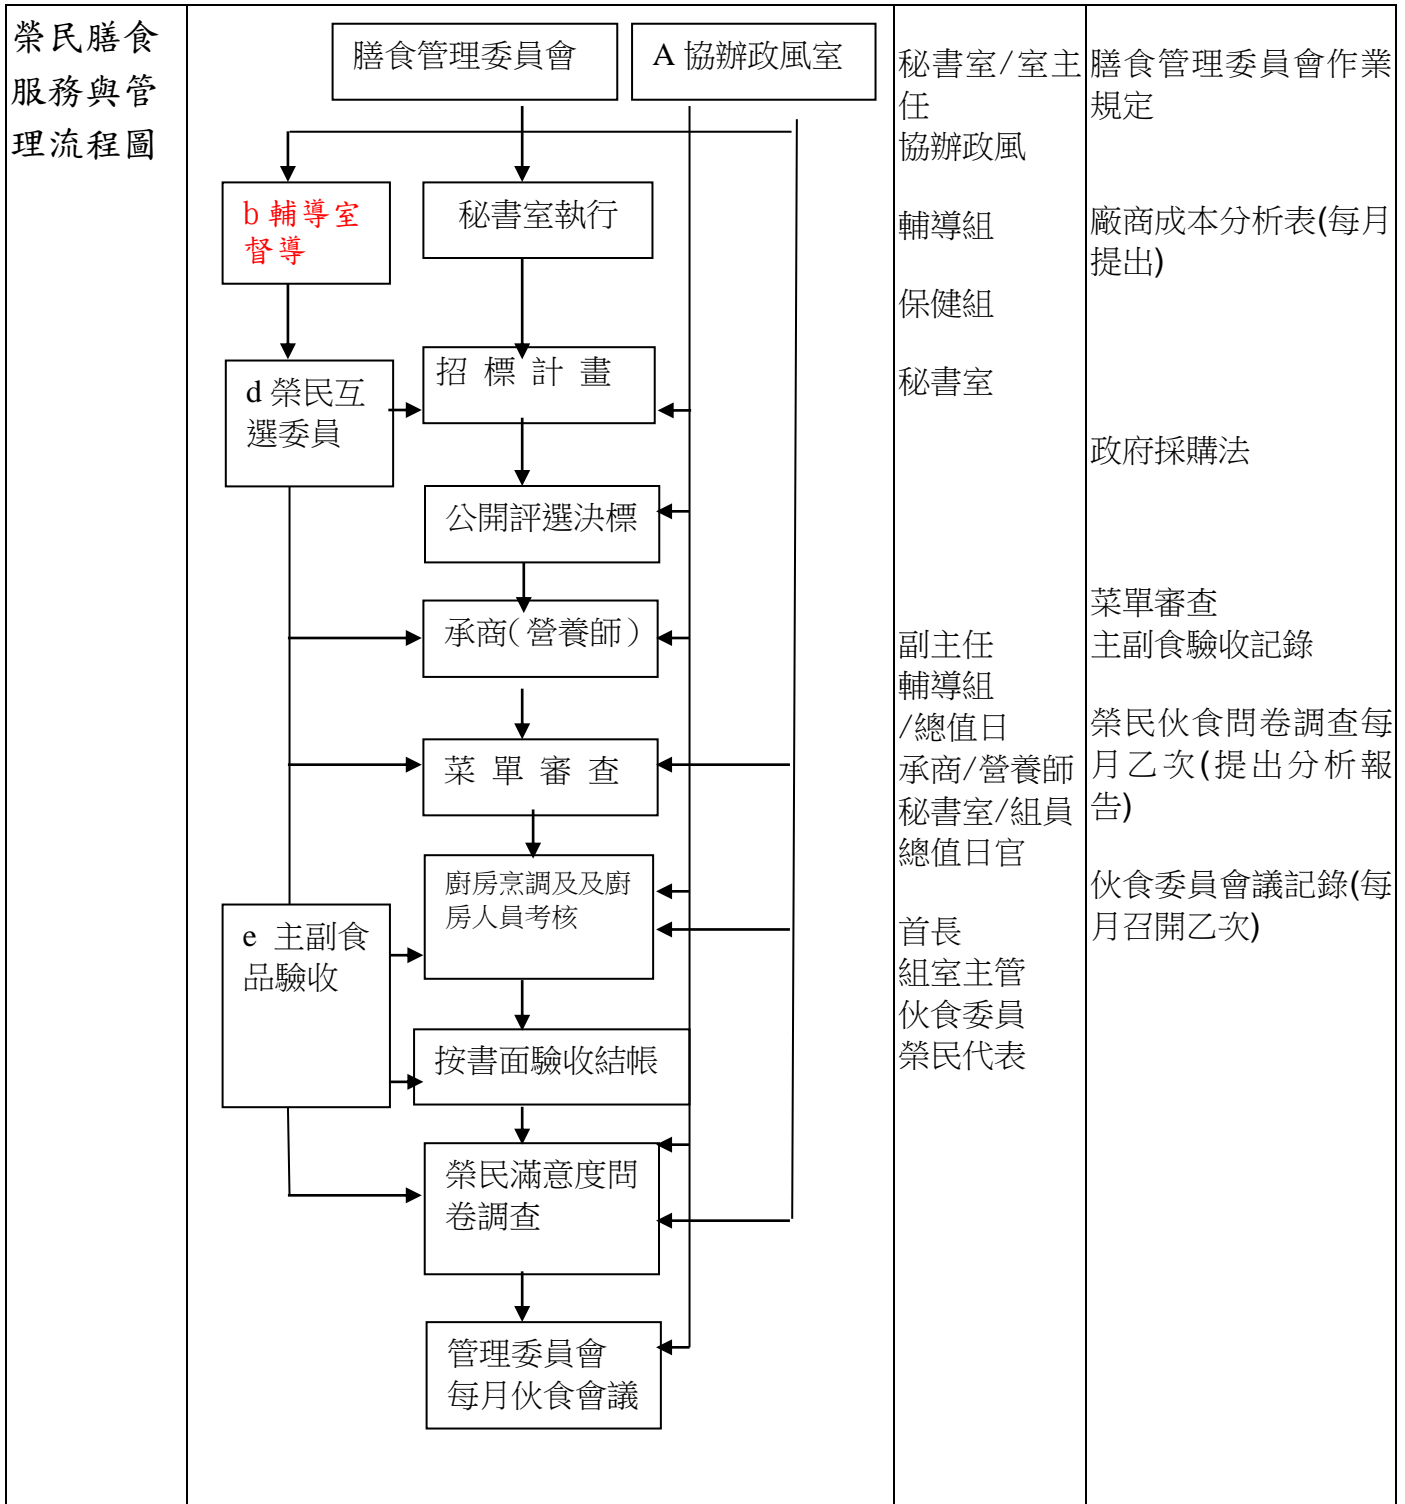 榮民膳食
服務與管
理流程圖
膳食管理委員會
A 協辦政風室
b 輔導室
督導
秘書室執行
d 榮民互
選委員
招 標 計 畫
公開評選決標
承商(營養師)
菜 單 審 查
廚房烹調及及廚
房人員考核
e 主副食
品驗收
按書面驗收結帳
榮民滿意度問
卷調查
管理委員會
每月伙食會議
秘書室/室主
任
協辦政風
輔導組
保健組
秘書室
副主任
輔導組
/總值日
承商/營養師
秘書室/組員
總值日官
首長
組室主管
伙食委員
榮民代表
膳食管理委員會作業
規定
廠商成本分析表(每月
提出)
政府採購法
菜單審查
主副食驗收記錄
榮民伙食問卷調查每
月乙次(提出分析報
告)
伙食委員會議記錄(每
月召開乙次)